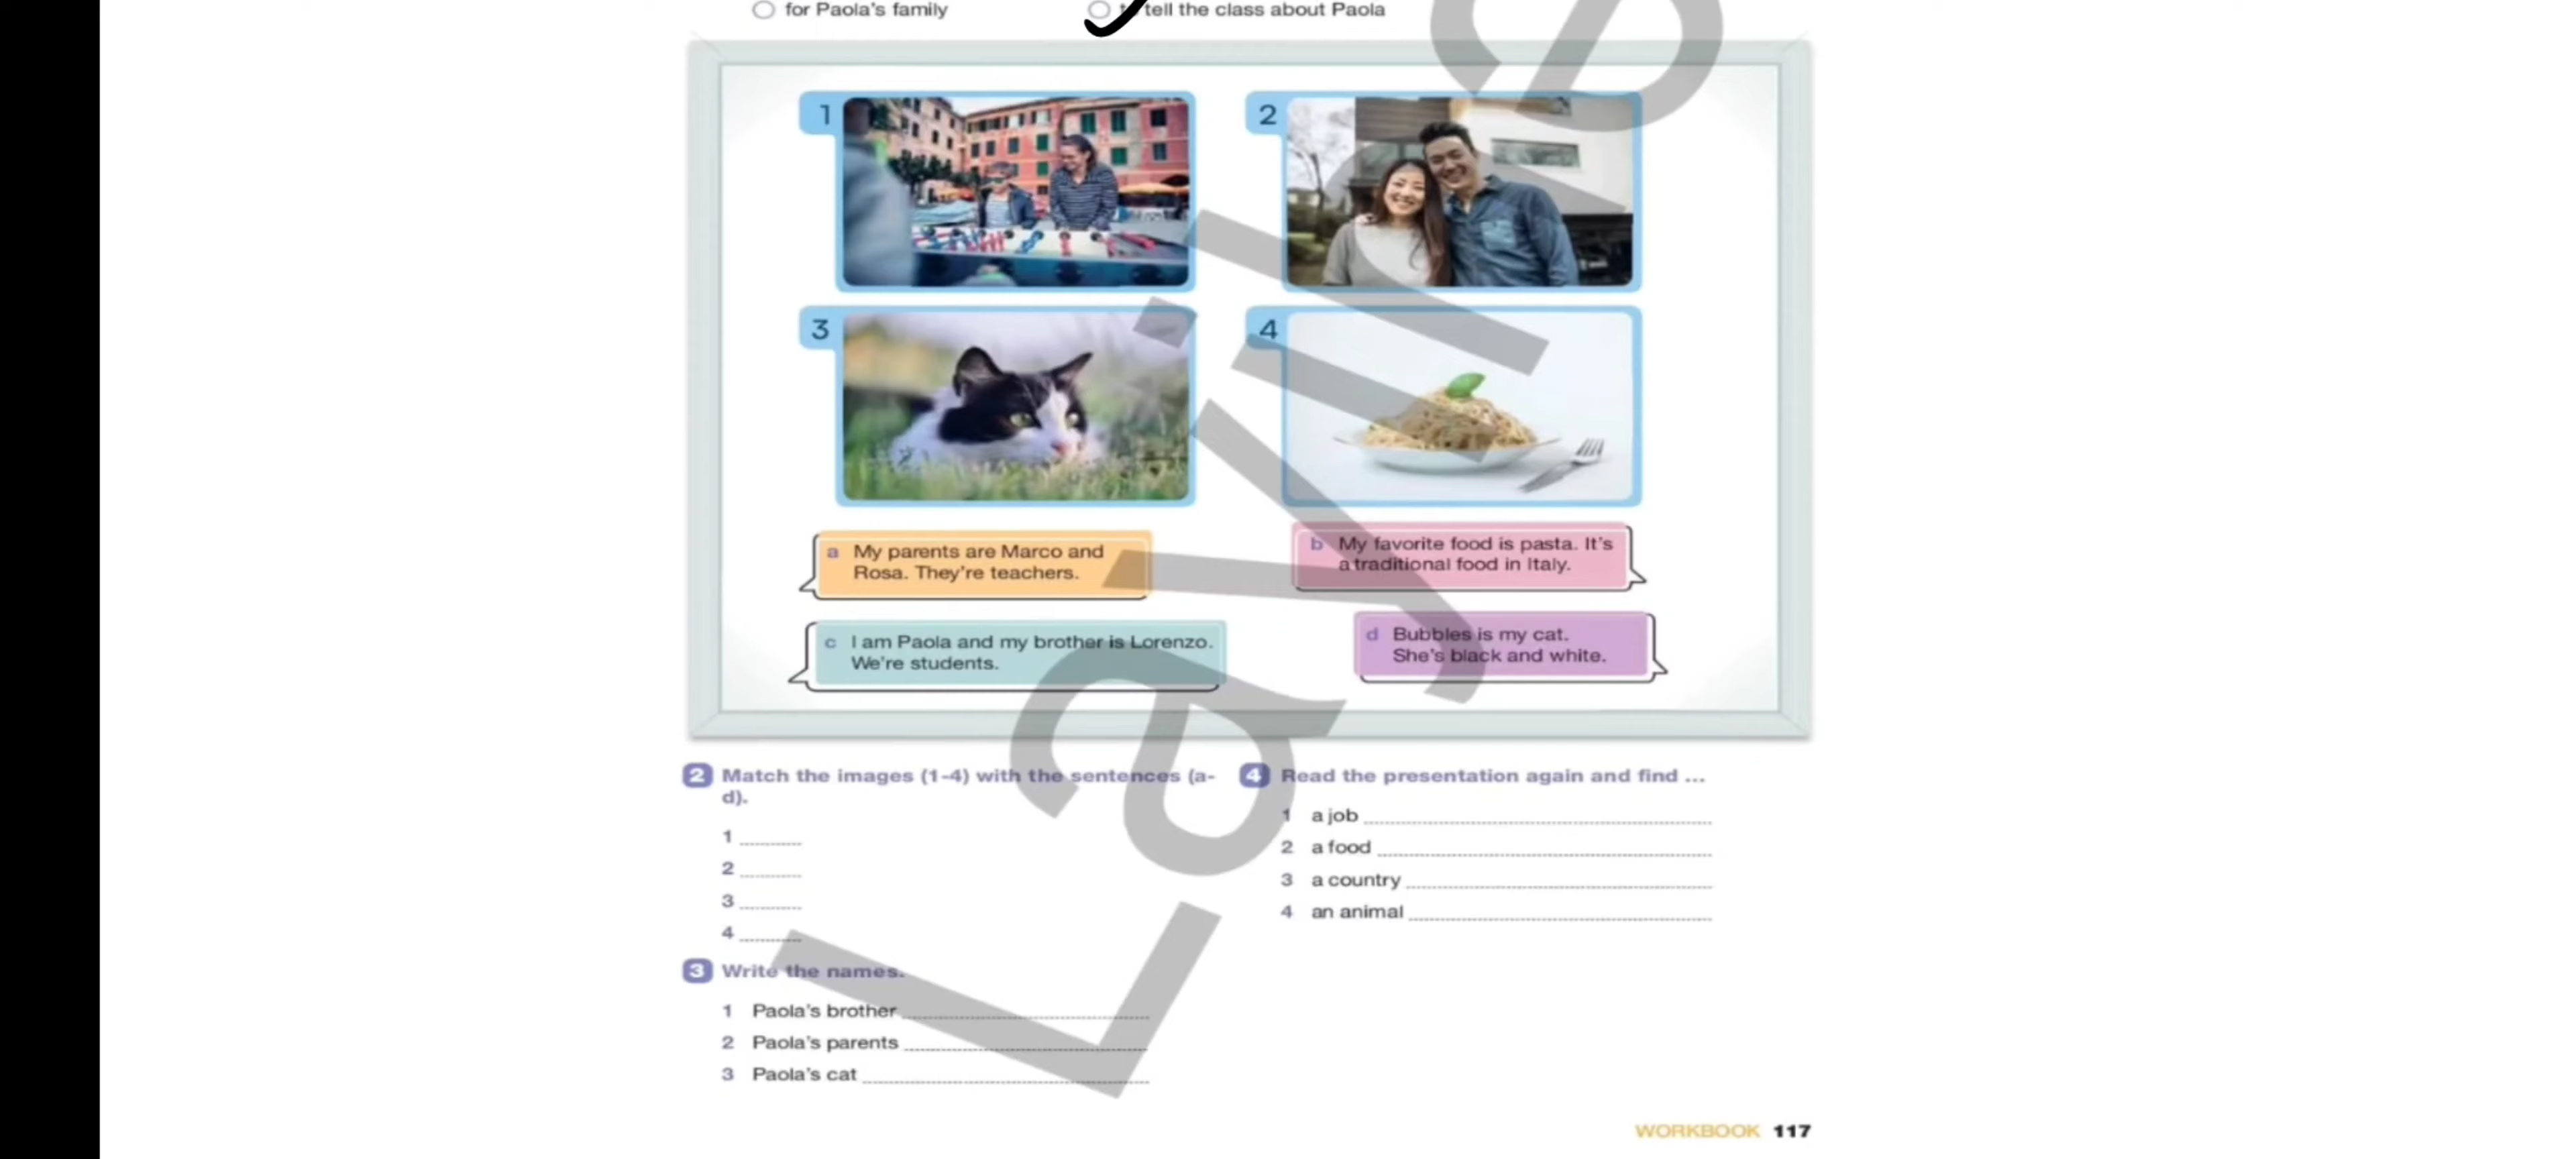 for Paola's family
to tell the class about Paola
1
2
3
4
a My parents are Marco and
Rosa. They're teachers.
b My favorite food is pasta. It's
a traditional food in Italy.
c I am Paola and my brother is Lorenzo.
We're students.
d Bubbles is my cat.
She's black and white.
2 Match the images (1-4) with the sentences (a-
d).
1
2
3
4
3 Write the names.
1 Paola's brother
2 Paola's parents
3 Paola's cat
4 Read the presentation again and find ...
1 a job
2 a food
3 a country
4 an animal
WORKBOOK 117